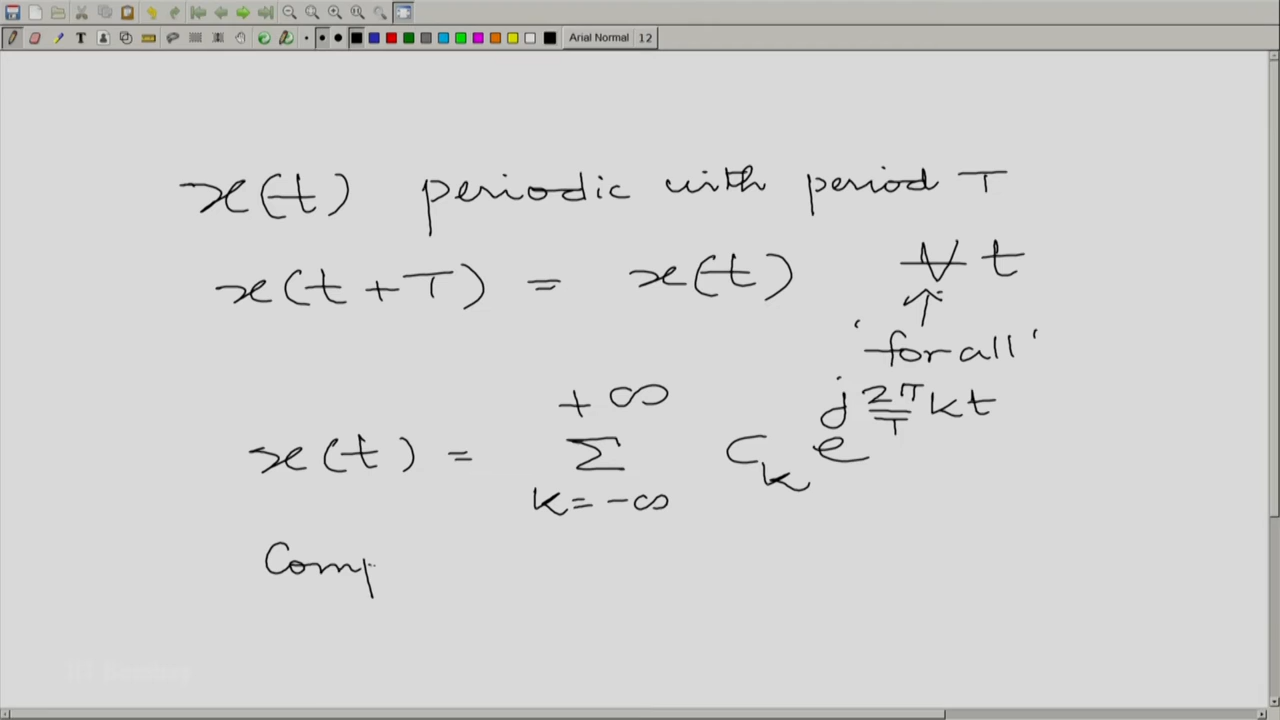 Arial Normal 12
x(t) periodic with period T
x(t+T) = x(t) ∀ t
'for all'
x(t) = Σ_{k=-∞}^{+∞} C_k e^{j 2π/T kt}
Comp